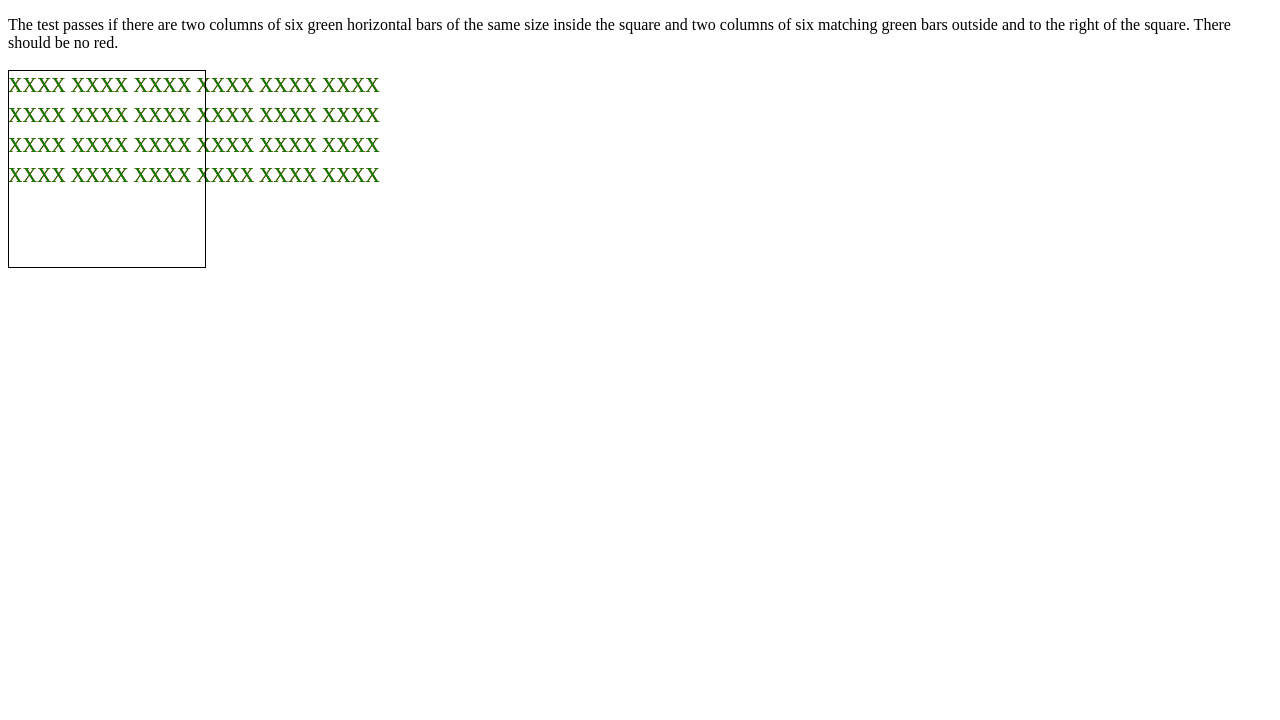 The test passes if there are two columns of six green horizontal bars of the same size inside the square and two columns of six matching green bars outside and to the right of the square. There
should be no red.
XXXX XXXX XXXX XXXX XXXX XXXX
XXXX XXXX XXXX XXXX XXXX XXXX
XXXX XXXX XXXX XXXX XXXX XXXX
XXXX XXXX XXXX XXXX XXXX XXXX